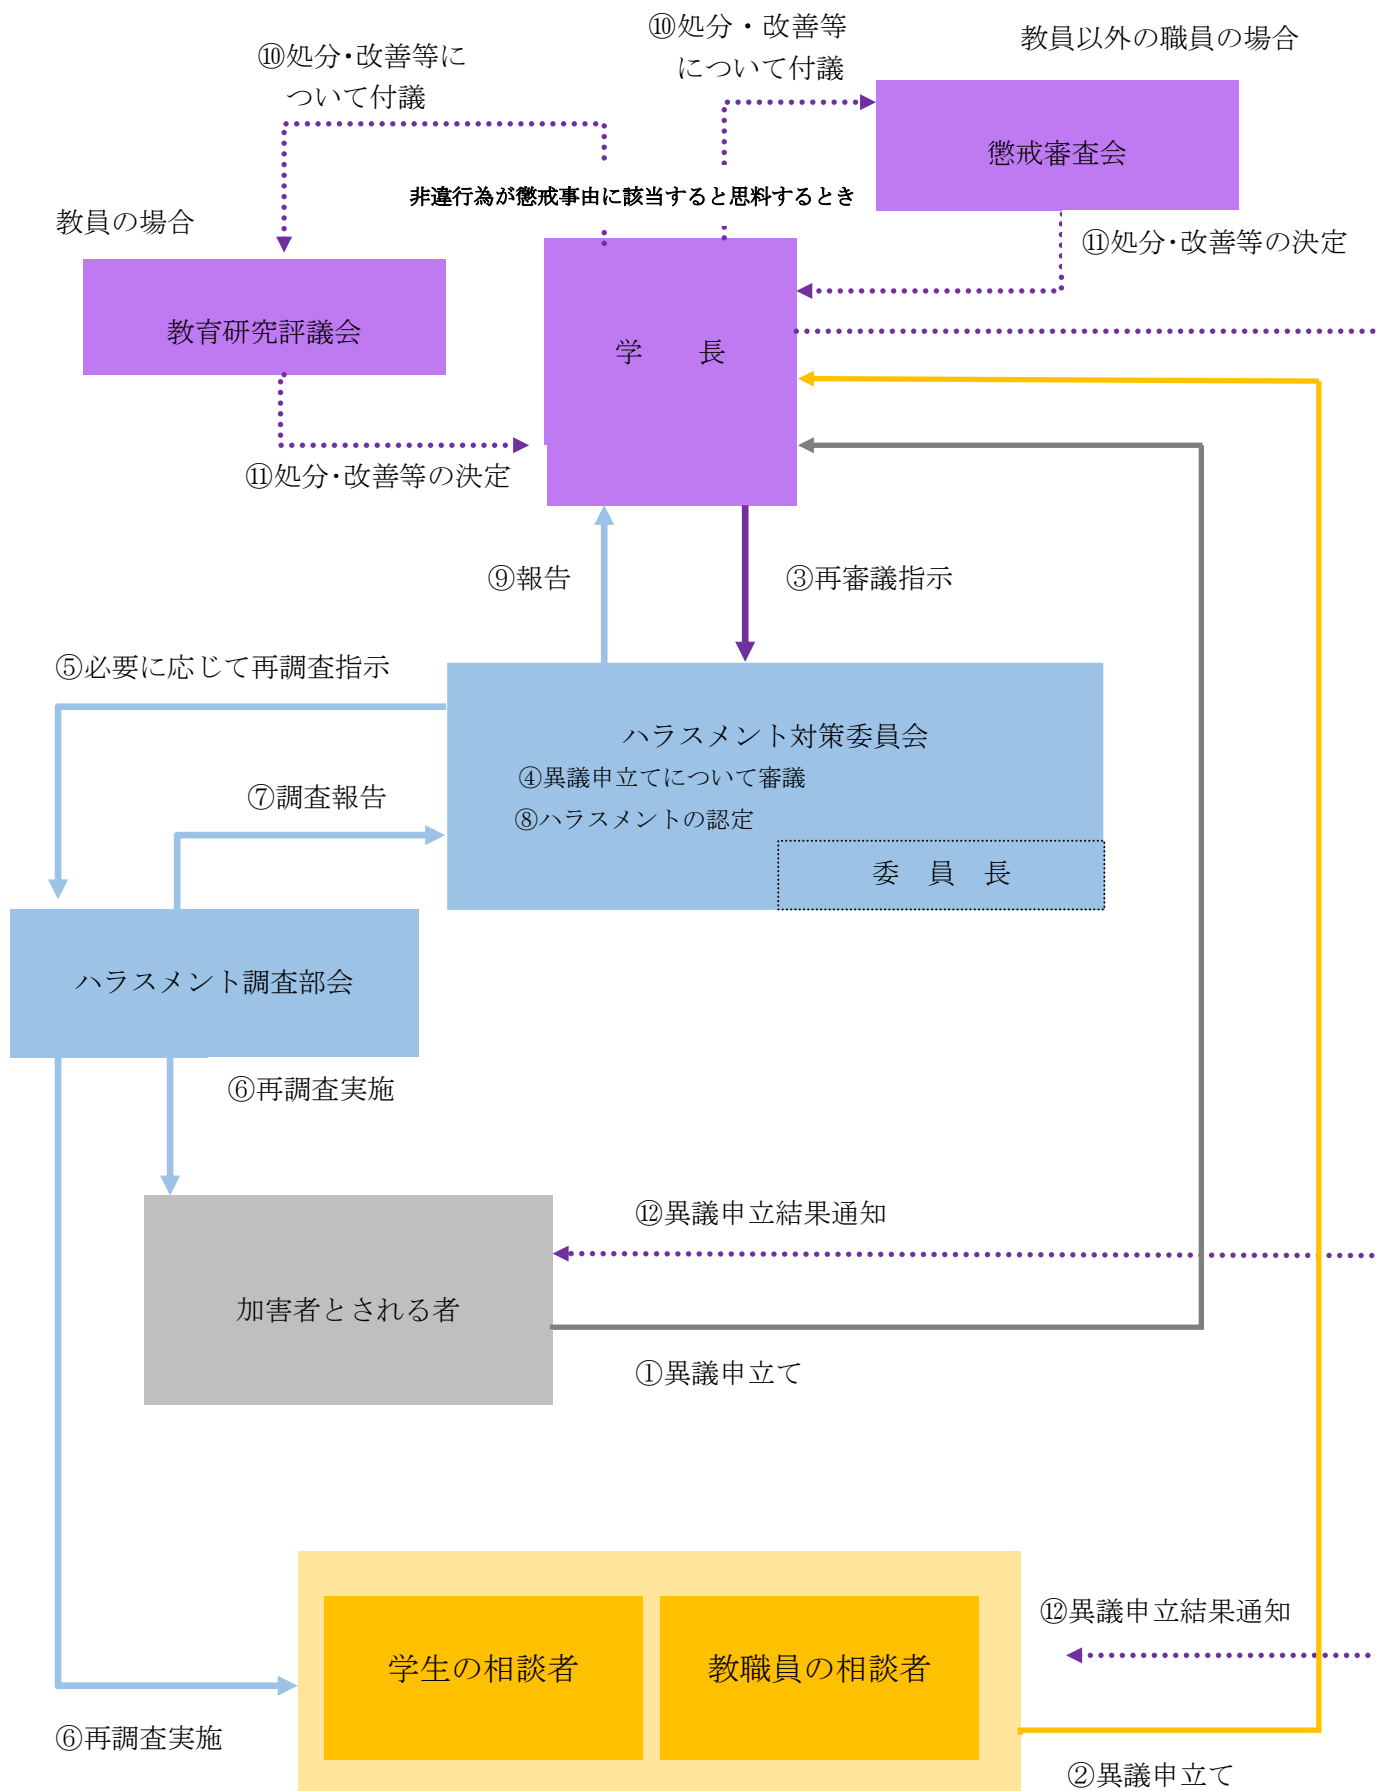 ⑩処分・改善等
について付議
教員以外の職員の場合
⑩処分・改善等に
ついて付議
懲戒審査会
非違行為が懲戒事由に該当すると思料するとき
教員の場合
⑪処分・改善等の決定
教育研究評議会
学　　長
⑪処分・改善等の決定
⑨報告
③再審議指示
⑤必要に応じて再調査指示
ハラスメント対策委員会
④異議申立てについて審議
⑧ハラスメントの認定
⑦調査報告
委　員　長
ハラスメント調査部会
⑥再調査実施
⑫異議申立結果通知
加害者とされる者
①異議申立て
⑫異議申立結果通知
学生の相談者
教職員の相談者
⑥再調査実施
②異議申立て